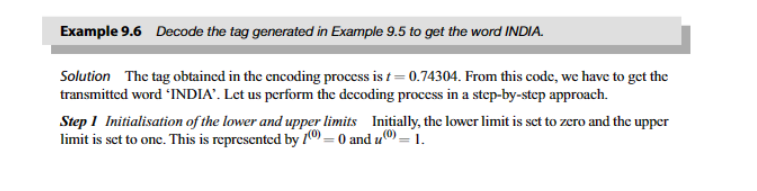 Example 9.6 Decode the tag generated in Example 9.5 to get the word INDIA.
Solution The tag obtained in the encoding process is t = 0.74304. From this code, we have to get the
transmitted word ‘INDIA’. Let us perform the decoding process in a step-by-step approach.
Step 1 Initialisation of the lower and upper limits Initially, the lower limit is set to zero and the upper
limit is set to one. This is represented by l⁽⁰⁾ = 0 and u⁽⁰⁾ = 1.